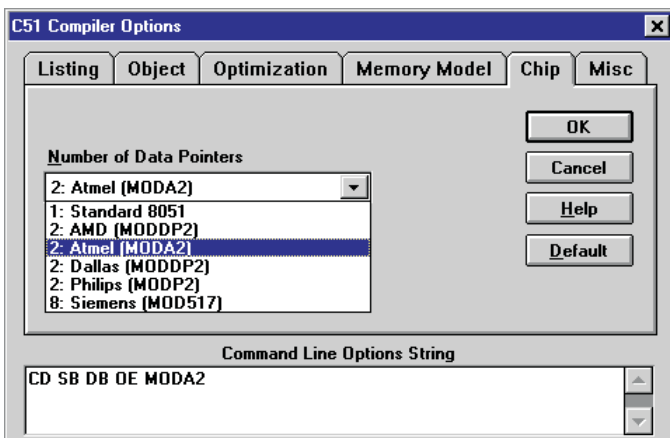 C51 Compiler Options
Listing Object Optimization Memory Model Chip Misc
Number of Data Pointers
2: Atmel (MODA2)
1: Standard 8051
2: AMD (MODDP2)
2: Atmel (MODA2)
2: Dallas (MODDP2)
2: Philips (MODP2)
8: Siemens (MOD517)
OK
Cancel
Help
Default
Command Line Options String
CD SB DB OE MODA2